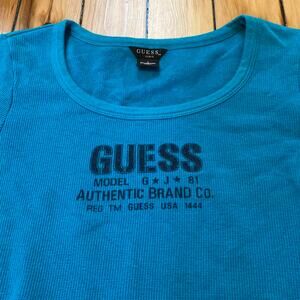 GUESS
GUESS
MODEL G★J★ 81
AUTHENTIC BRAND CO.
REG TM GUESS USA 1444